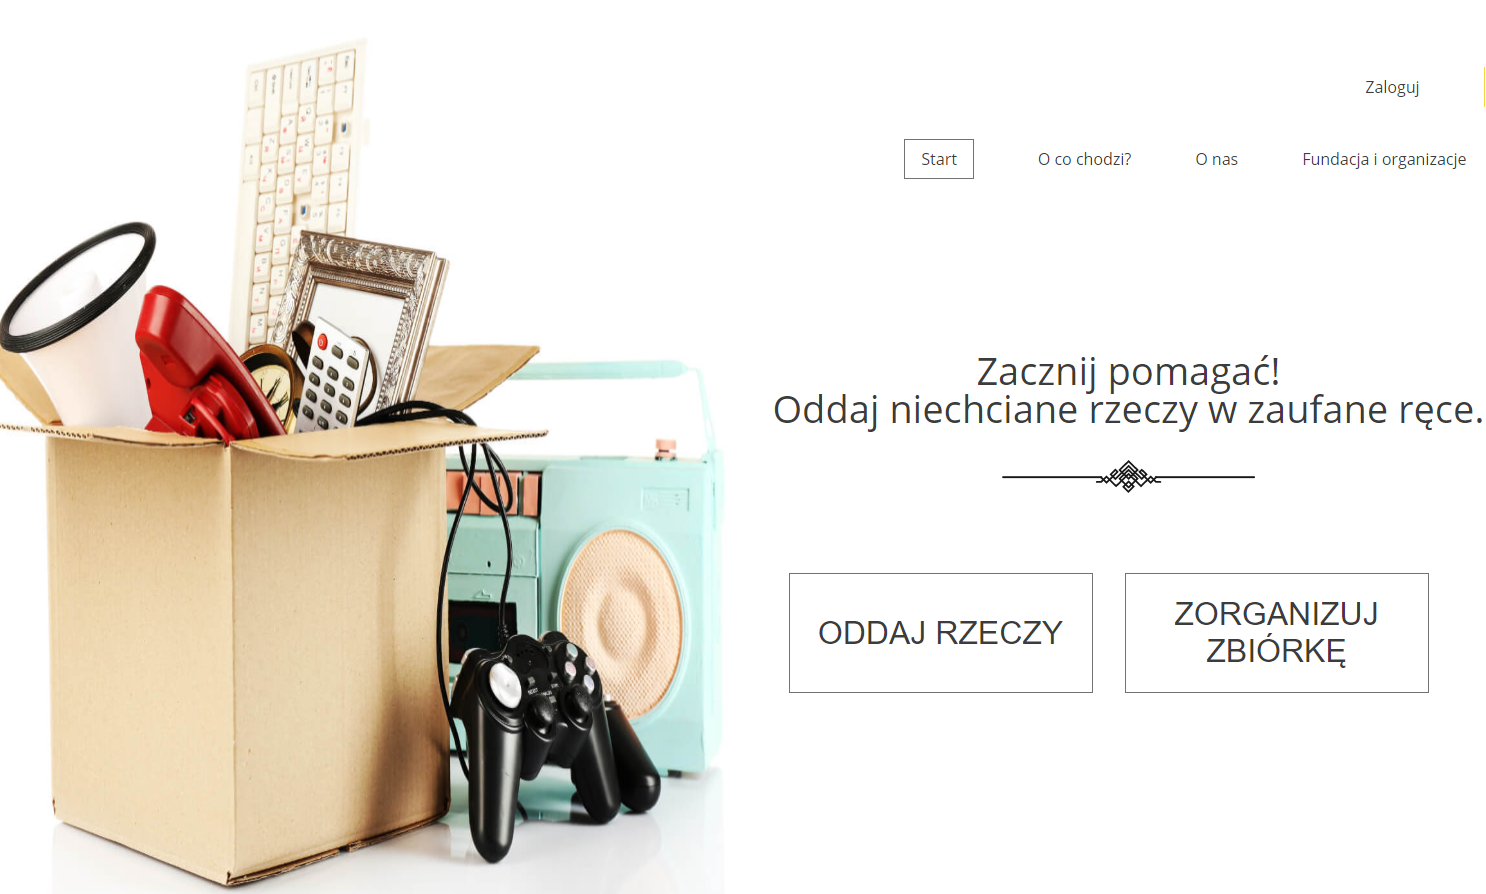 Zaloguj
Start
O co chodzi?
O nas
Fundacja i organizacje
Zacznij pomagać!
Oddaj niechciane rzeczy w zaufane ręce.
ODDAJ RZECZY
ZORGANIZUJ
ZBIÓRKĘ